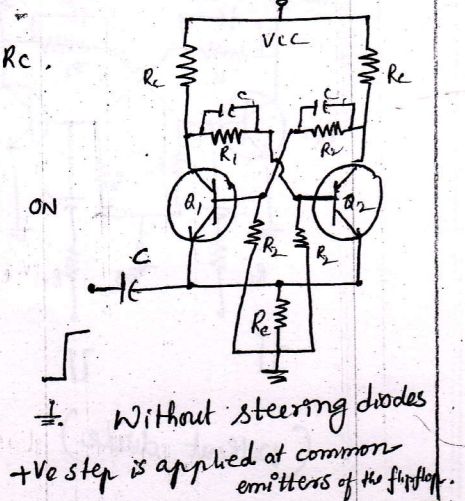 Vcc
Rc.
Rc
Rc
C
C
R1
R2
Q1
Q2
ON
R2
R2
C
Re
Without steering diodes
+ve step is applied at common
emitters of the flipflop.